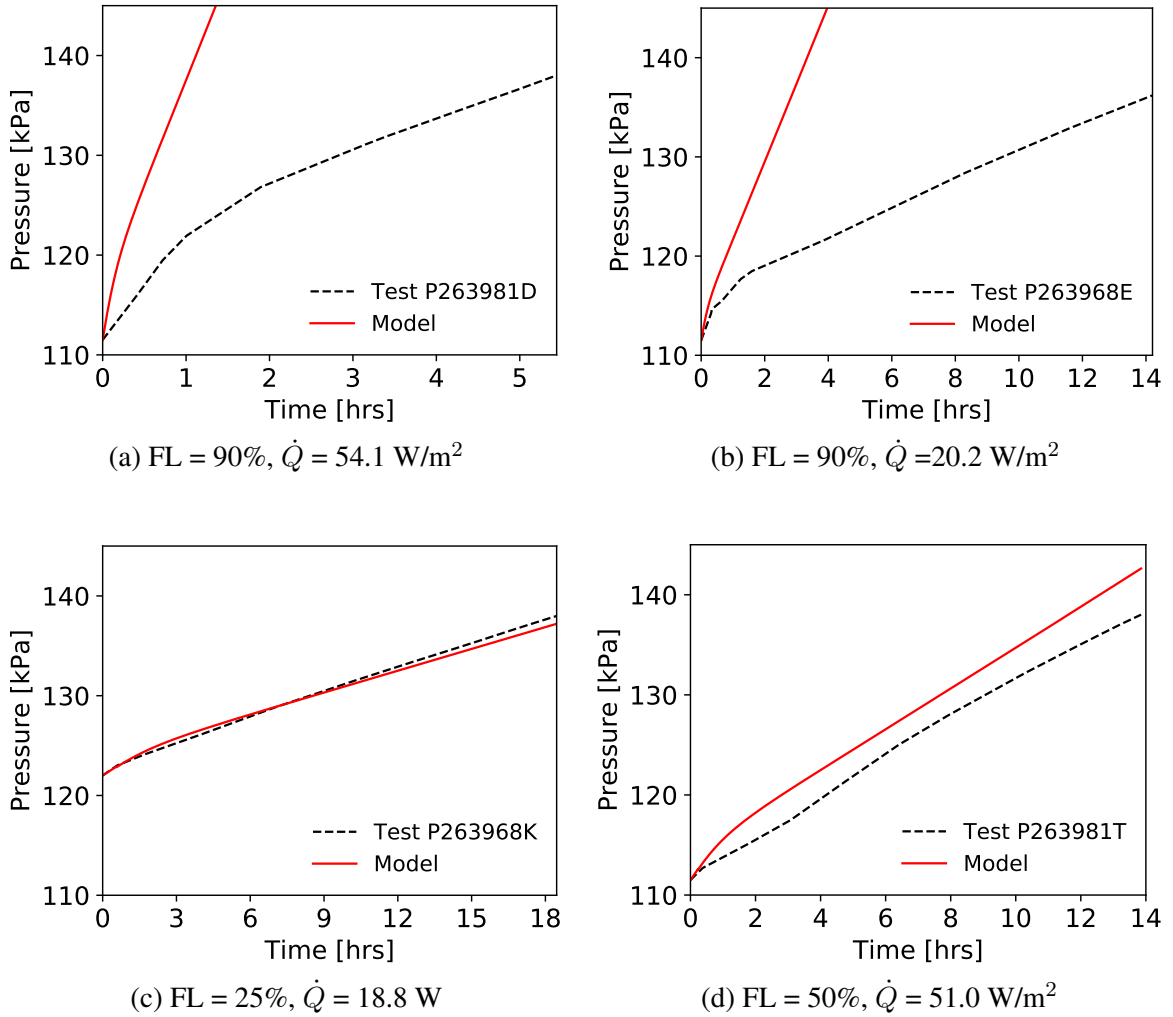 140
130
120
110
Pressure [kPa]
Test P263981D
Model
0 1 2 3 4 5
Time [hrs]
(a) FL = 90%, Q̇ = 54.1 W/m²
140
130
120
110
Pressure [kPa]
Test P263968E
Model
0 2 4 6 8 10 12 14
Time [hrs]
(b) FL = 90%, Q̇ =20.2 W/m²
140
130
120
110
Pressure [kPa]
Test P263968K
Model
0 3 6 9 12 15 18
Time [hrs]
(c) FL = 25%, Q̇ = 18.8 W
140
130
120
110
Pressure [kPa]
Test P263981T
Model
0 2 4 6 8 10 12 14
Time [hrs]
(d) FL = 50%, Q̇ = 51.0 W/m²